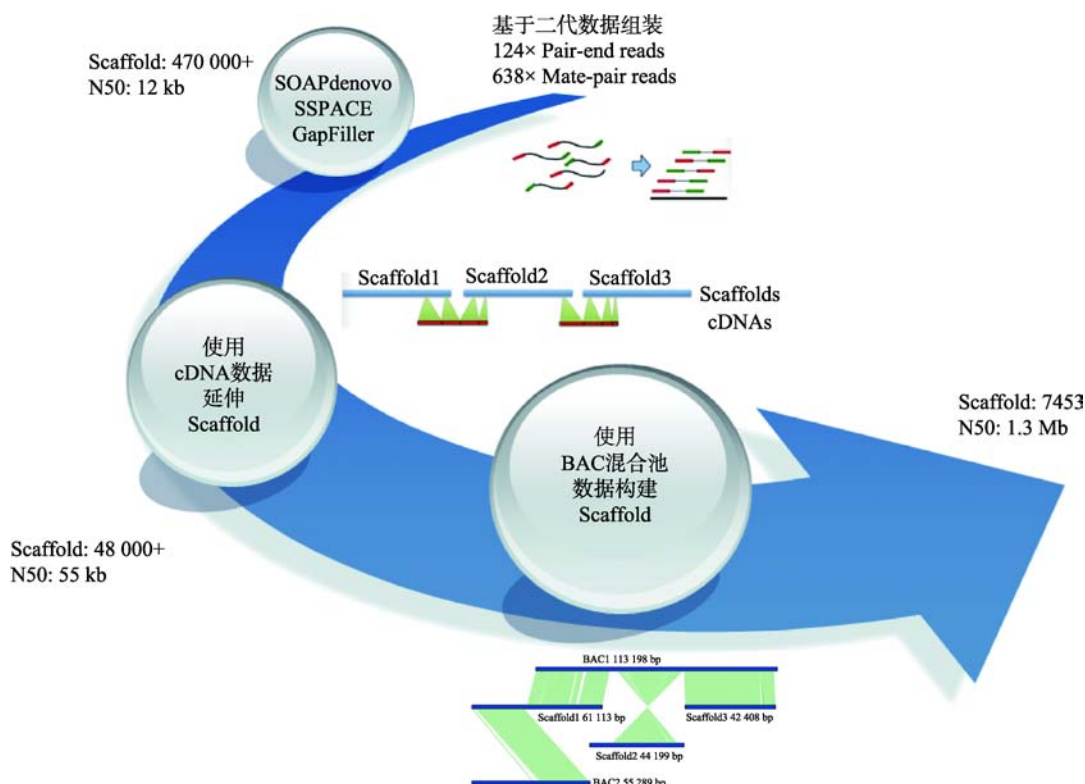 基于二代数据组装
124× Pair-end reads
638× Mate-pair reads
Scaffold: 470 000+
N50: 12 kb
SOAPdenovo
SSPACE
GapFiller
Scaffold1
Scaffold2
Scaffold3
Scaffolds
cDNAs
使用
cDNA数据
延伸
Scaffold
Scaffold: 48 000+
N50: 55 kb
使用
BAC混合池
数据构建
Scaffold
Scaffold: 7453
N50: 1.3 Mb
BAC1 113 198 bp
Scaffold1 61 113 bp
Scaffold3 42 408 bp
Scaffold2 44 199 bp
BAC2 55 289 bp